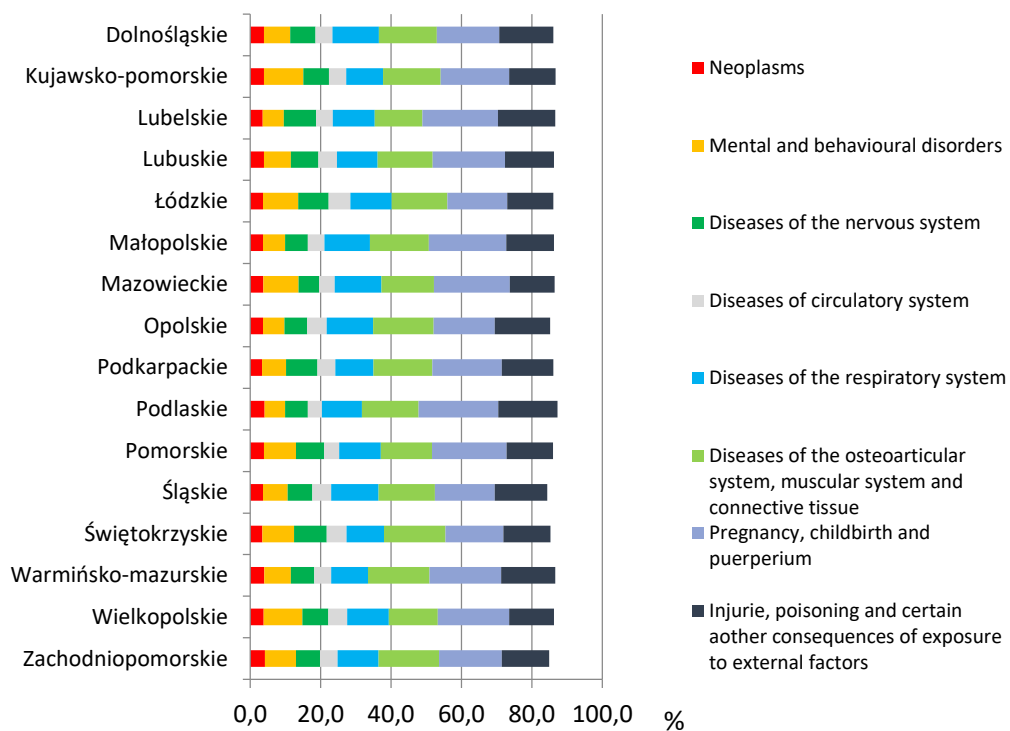 Dolnośląskie
Kujawsko-pomorskie
Lubelskie
Lubuskie
Łódzkie
Małopolskie
Mazowieckie
Opolskie
Podkarpackie
Podlaskie
Pomorskie
Śląskie
Świętokrzyskie
Warmińsko-mazurskie
Wielkopolskie
Zachodniopomorskie
0,0 20,0 40,0 60,0 80,0 100,0 %
Neoplasms
Mental and behavioural disorders
Diseases of the nervous system
Diseases of circulatory system
Diseases of the respiratory system
Diseases of the osteoarticular
system, muscular system and
connective tissue
Pregnancy, childbirth and
puerperium
Injurie, poisoning and certain
aother consequences of exposure
to external factors